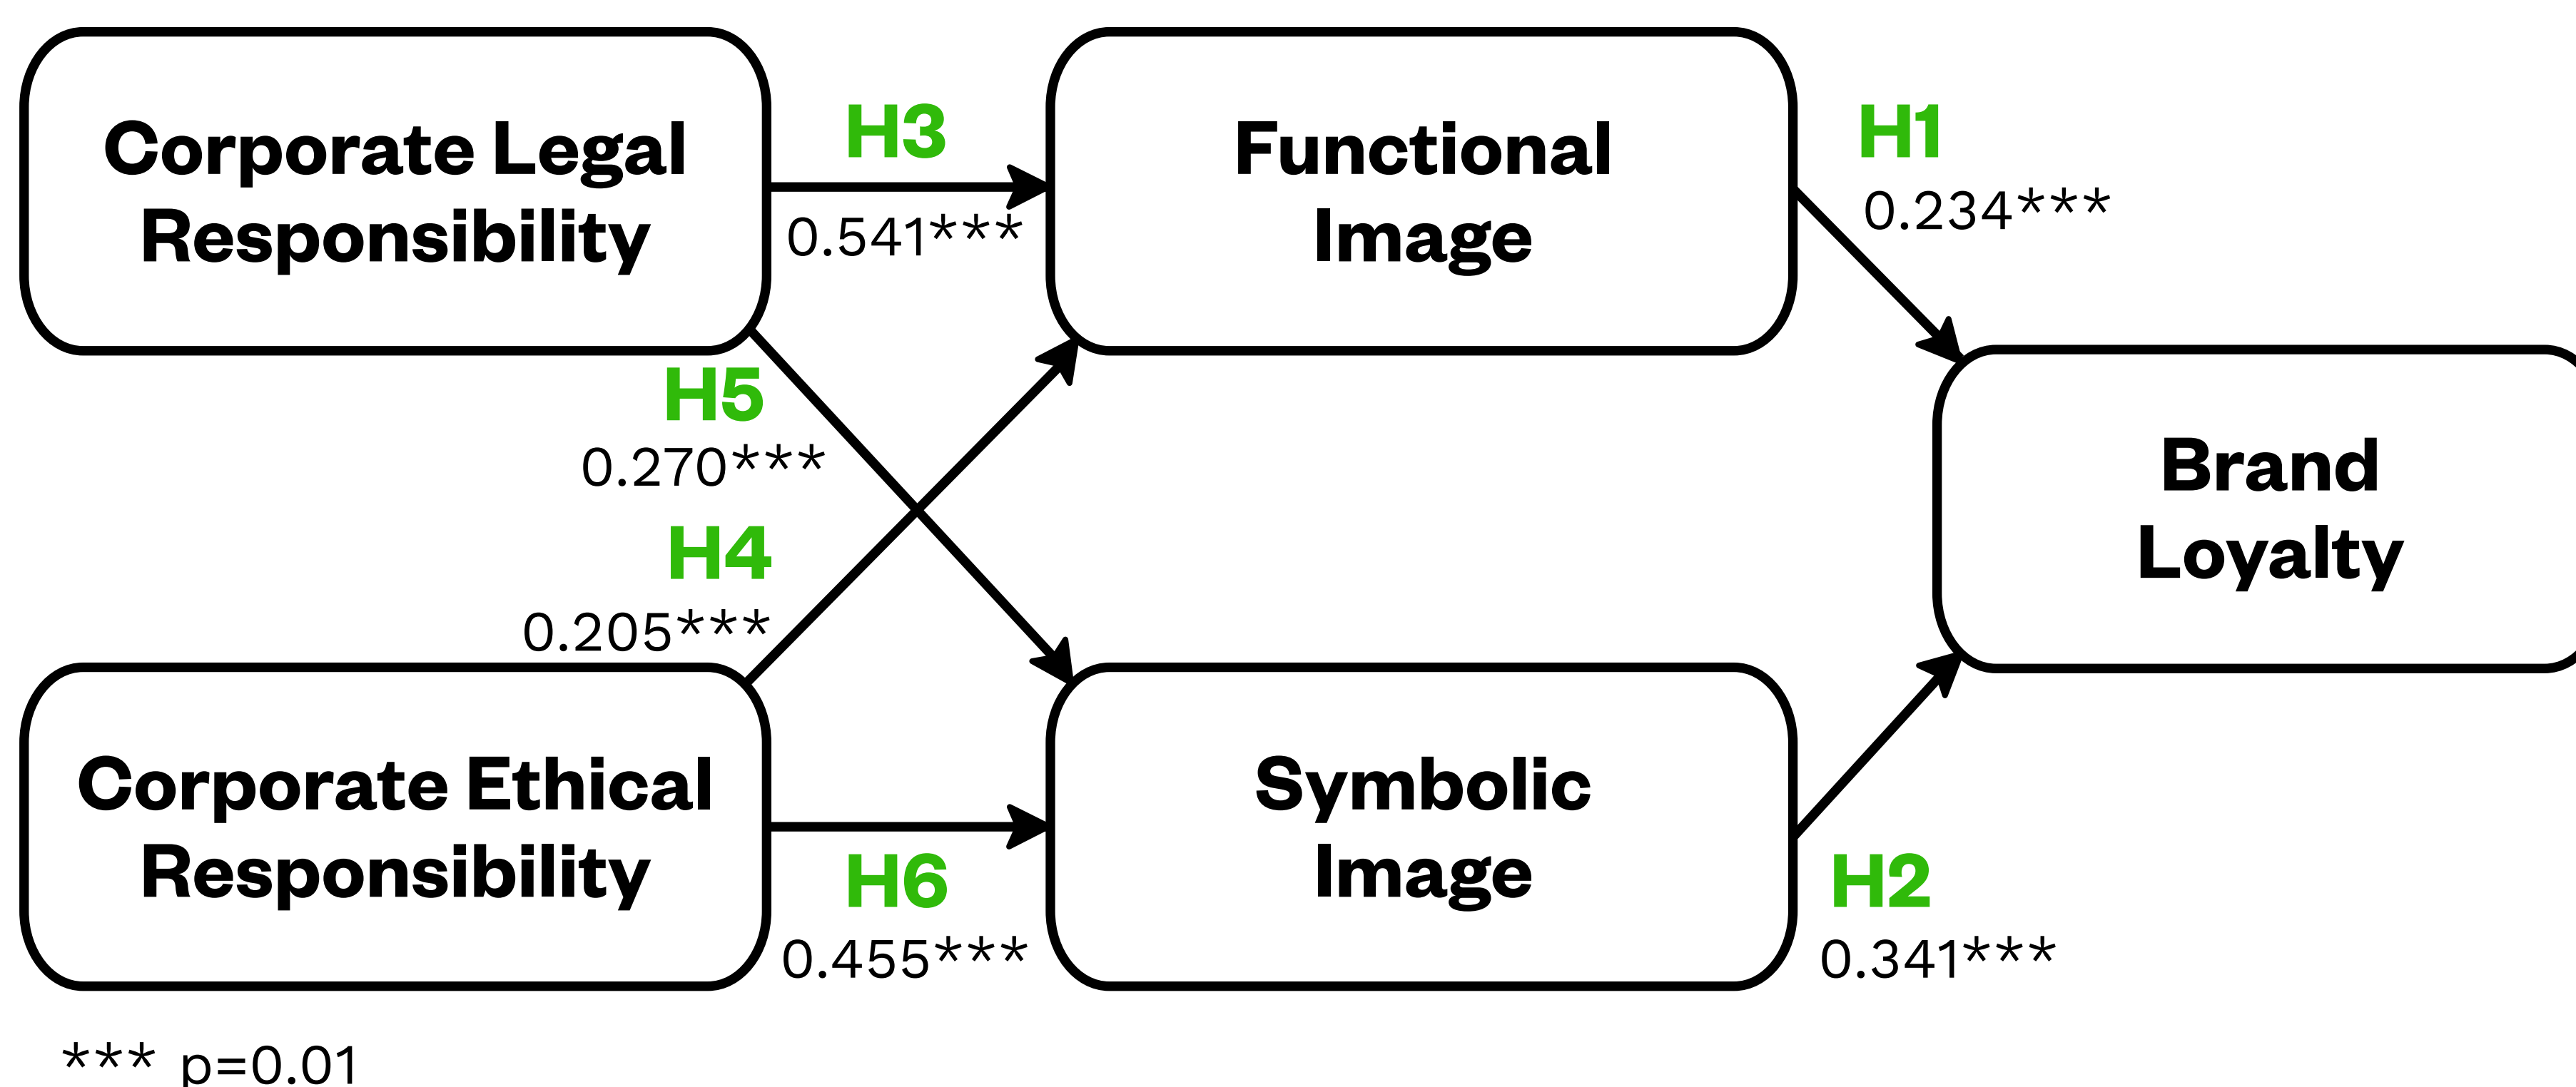 Corporate Legal
Responsibility
H3
0.541***
Functional
Image
H1
0.234***
H5
0.270***
H4
0.205***
Brand
Loyalty
Corporate Ethical
Responsibility
H6
0.455***
Symbolic
Image
H2
0.341***
*** p=0.01